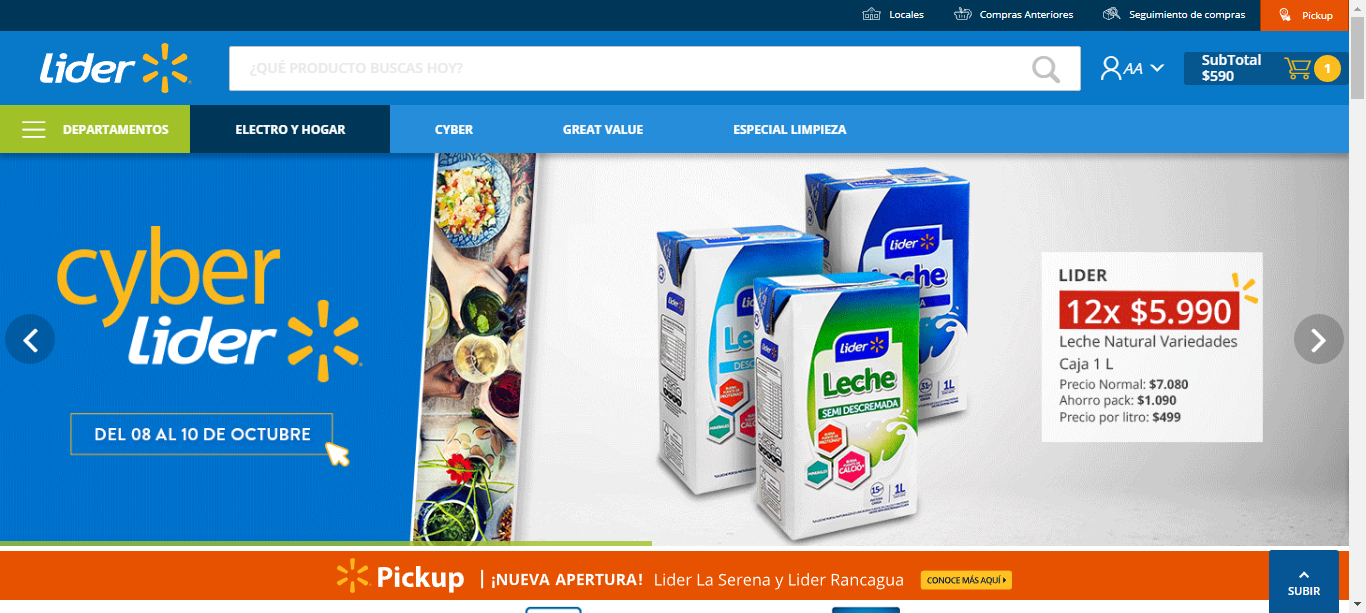 Locales
Compras Anteriores
Seguimiento de compras
Pickup
Lider
¿QUÉ PRODUCTO BUSCAS HOY?
AA
SubTotal
$590
1
DEPARTAMENTOS
ELECTRO Y HOGAR
CYBER
GREAT VALUE
ESPECIAL LIMPIEZA
cyber
lider
DEL 08 AL 10 DE OCTUBRE
lider
lider
Leche
SEMI DESCREMADA
1L
1L
LIDER
12x $5.990
Leche Natural Variedades
Caja 1 L
Precio Normal: $7.080
Ahorro pack: $1.090
Precio por litro: $499
Pickup | ¡NUEVA APERTURA! Lider La Serena y Lider Rancagua
CONOCE MÁS AQUÍ
SUBIR